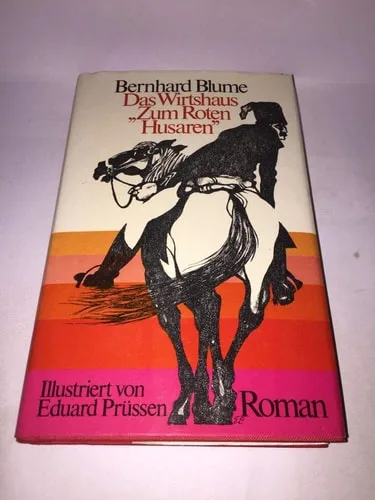 Bernhard Blume
Das Wirtshaus
„Zum Roten
Husaren”
Illustriert von
Eduard Prüssen
Roman